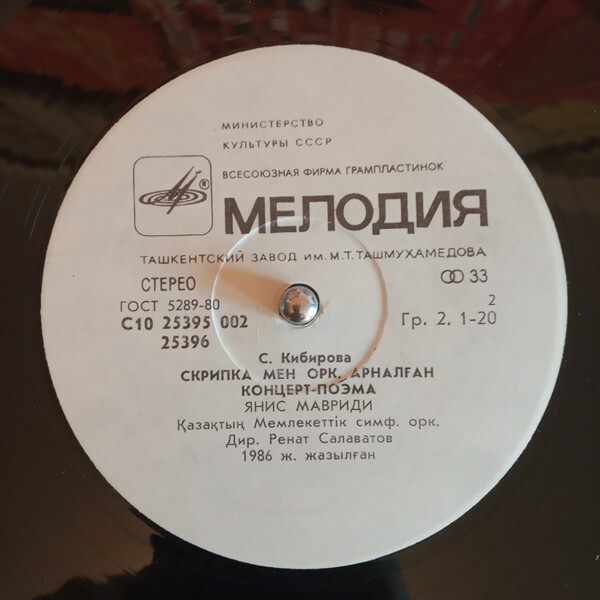 МИНИСТЕРСТВО
КУЛЬТУРЫ СССР
ВСЕСОЮЗНАЯ ФИРМА ГРАМПЛАСТИНОК
®
МЕЛОДИЯ
ТАШКЕНТСКИЙ ЗАВОД ИМ. М.Т. ТАШМУХАМЕДОВА
СТЕРЕО 33
ГОСТ 5289-80 2
С10 25395 002 Гр. 2. 1-20
25396
С. Кибирова
СКРИПКА МЕН ОРК. АРНАЛҒАН
КОНЦЕРТ-ПОЭМА
ЯНИС МАВРИДИ
Қазақтың Мемлекеттік симф. орк.
Дир. Ренат Салаватов
1986 ж. жазылған